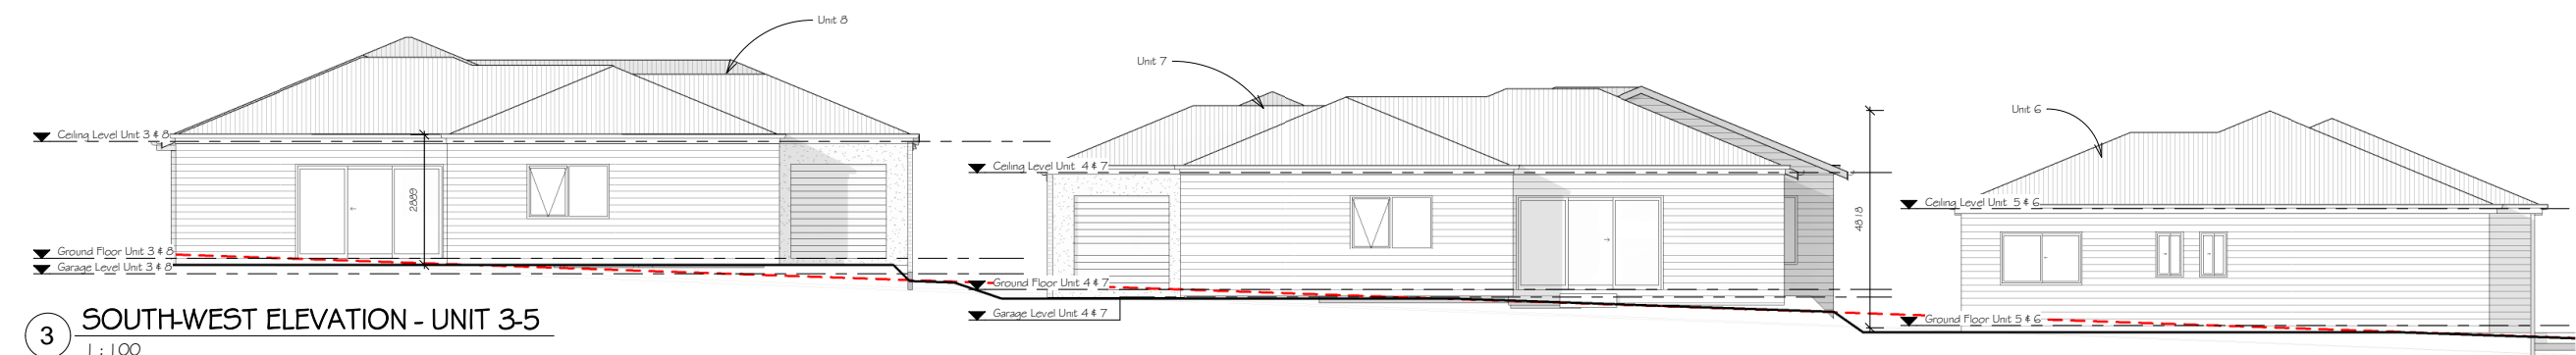 Unit 8
Unit 7
Unit 6
Ceiling Level Unit 3 & 8
Ceiling Level Unit 4 & 7
Ceiling Level Unit 5 & 6
2889
4818
Ground Floor Unit 3 & 8
Garage Level Unit 3 & 8
Ground Floor Unit 4 & 7
Garage Level Unit 4 & 7
Ground Floor Unit 5 & 6
3 SOUTH-WEST ELEVATION - UNIT 3-5
1 : 100